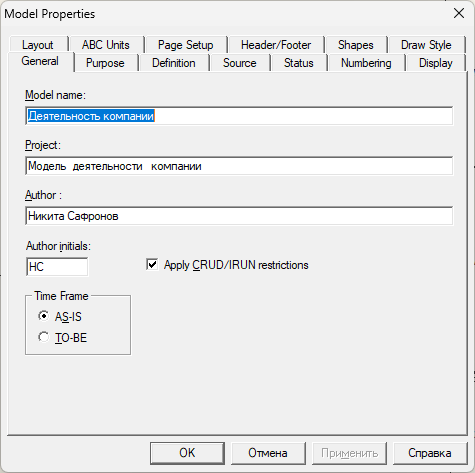 Model Properties
Layout ABC Units Page Setup Header/Footer Shapes Draw Style
General Purpose Definition Source Status Numbering Display
Model name:
Деятельность компании
Project:
Модель деятельности компании
Author :
Никита Сафронов
Author initials:
НС
Apply CRUD/IRUN restrictions
Time Frame
AS-IS
TO-BE
OK Отмена Применить Справка